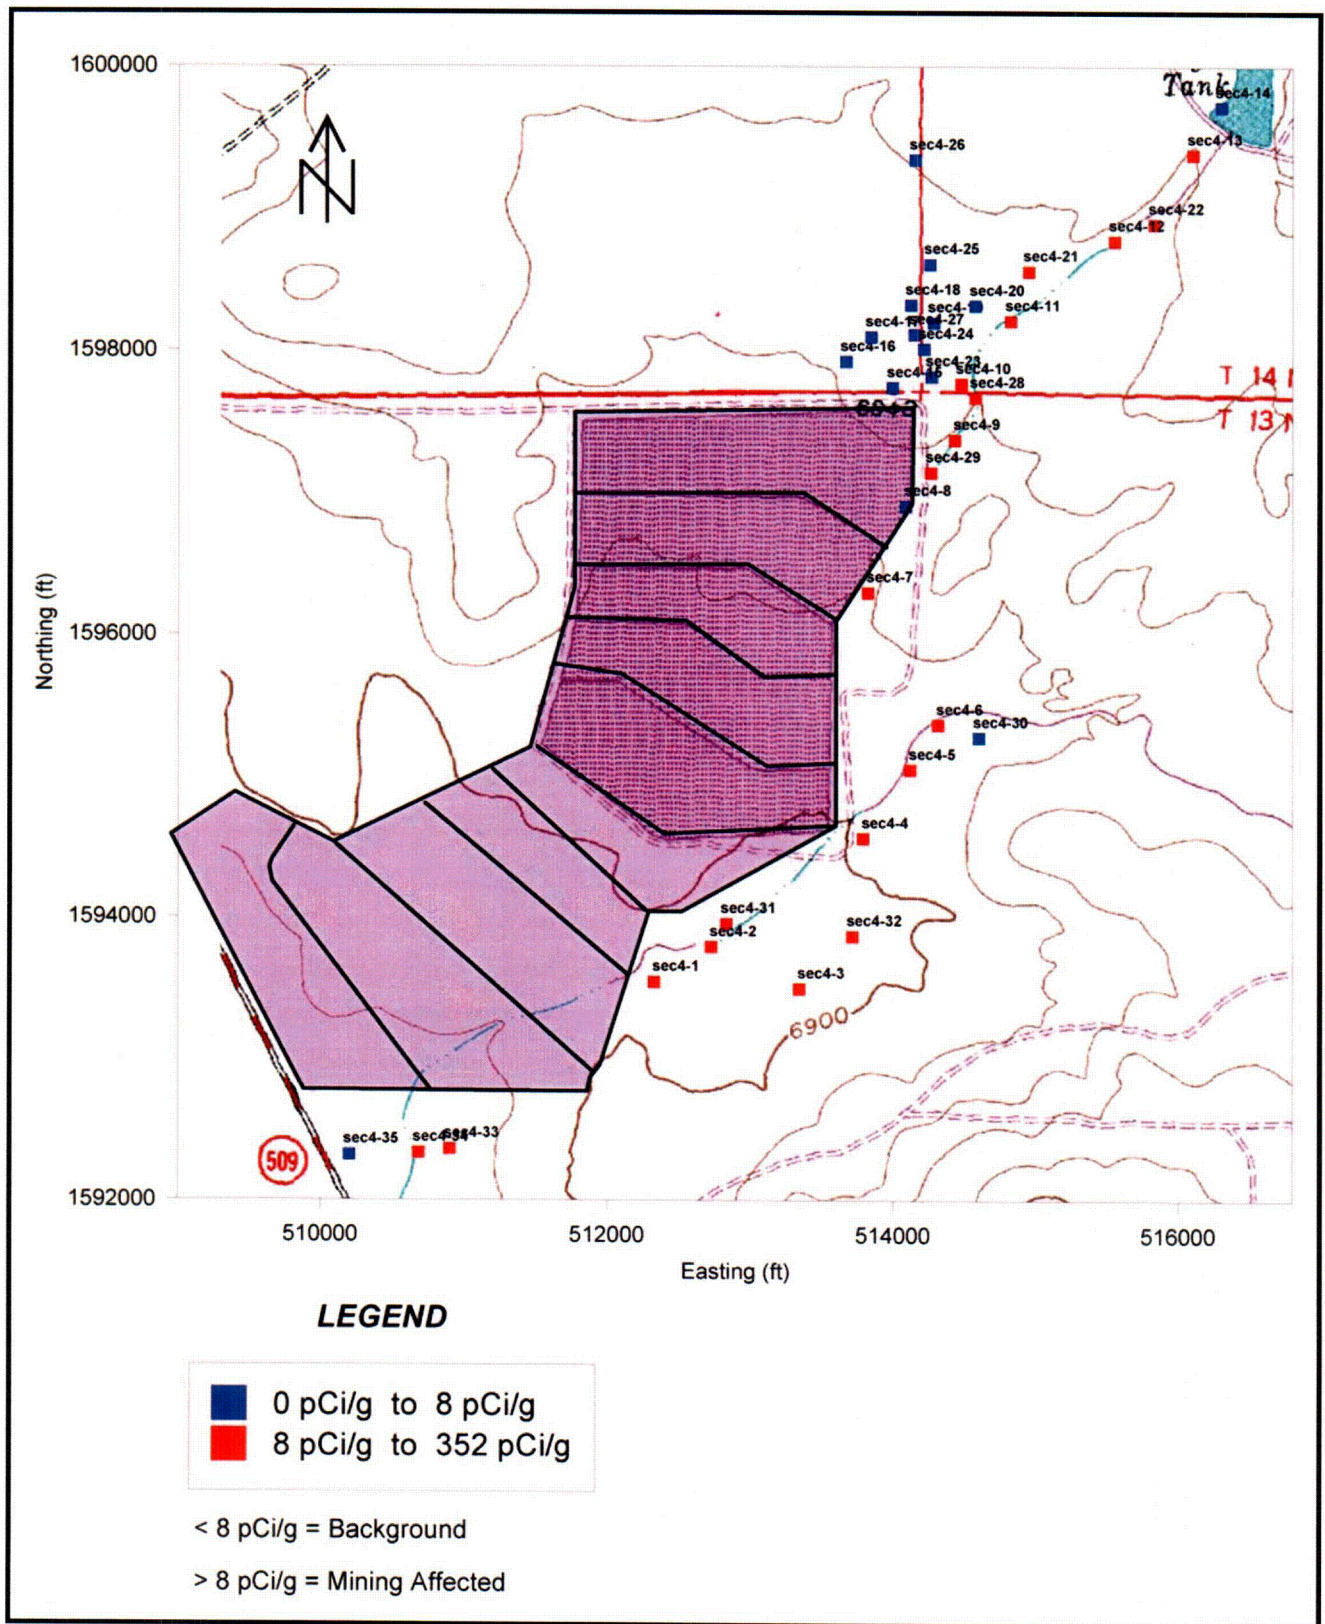 1600000
Tank
sec4-14
sec4-13
sec4-26
sec4-22
sec4-12
sec4-25
sec4-21
sec4-18
sec4-20
sec4-11
sec4-27
sec4-24
1598000
sec4-16
sec4-23
sec4-10
T 14
sec4-28
T 13 N
sec4-9
sec4-29
sec4-8
sec4-7
Northing (ft)
1596000
sec4-6
sec4-30
sec4-5
sec4-4
1594000
sec4-31
sec4-2
sec4-32
sec4-1
sec4-3
6900
sec4-35
sec4-33
509
1592000
510000
512000
514000
516000
Easting (ft)
LEGEND
0 pCi/g to 8 pCi/g
8 pCi/g to 352 pCi/g
< 8 pCi/g = Background
> 8 pCi/g = Mining Affected